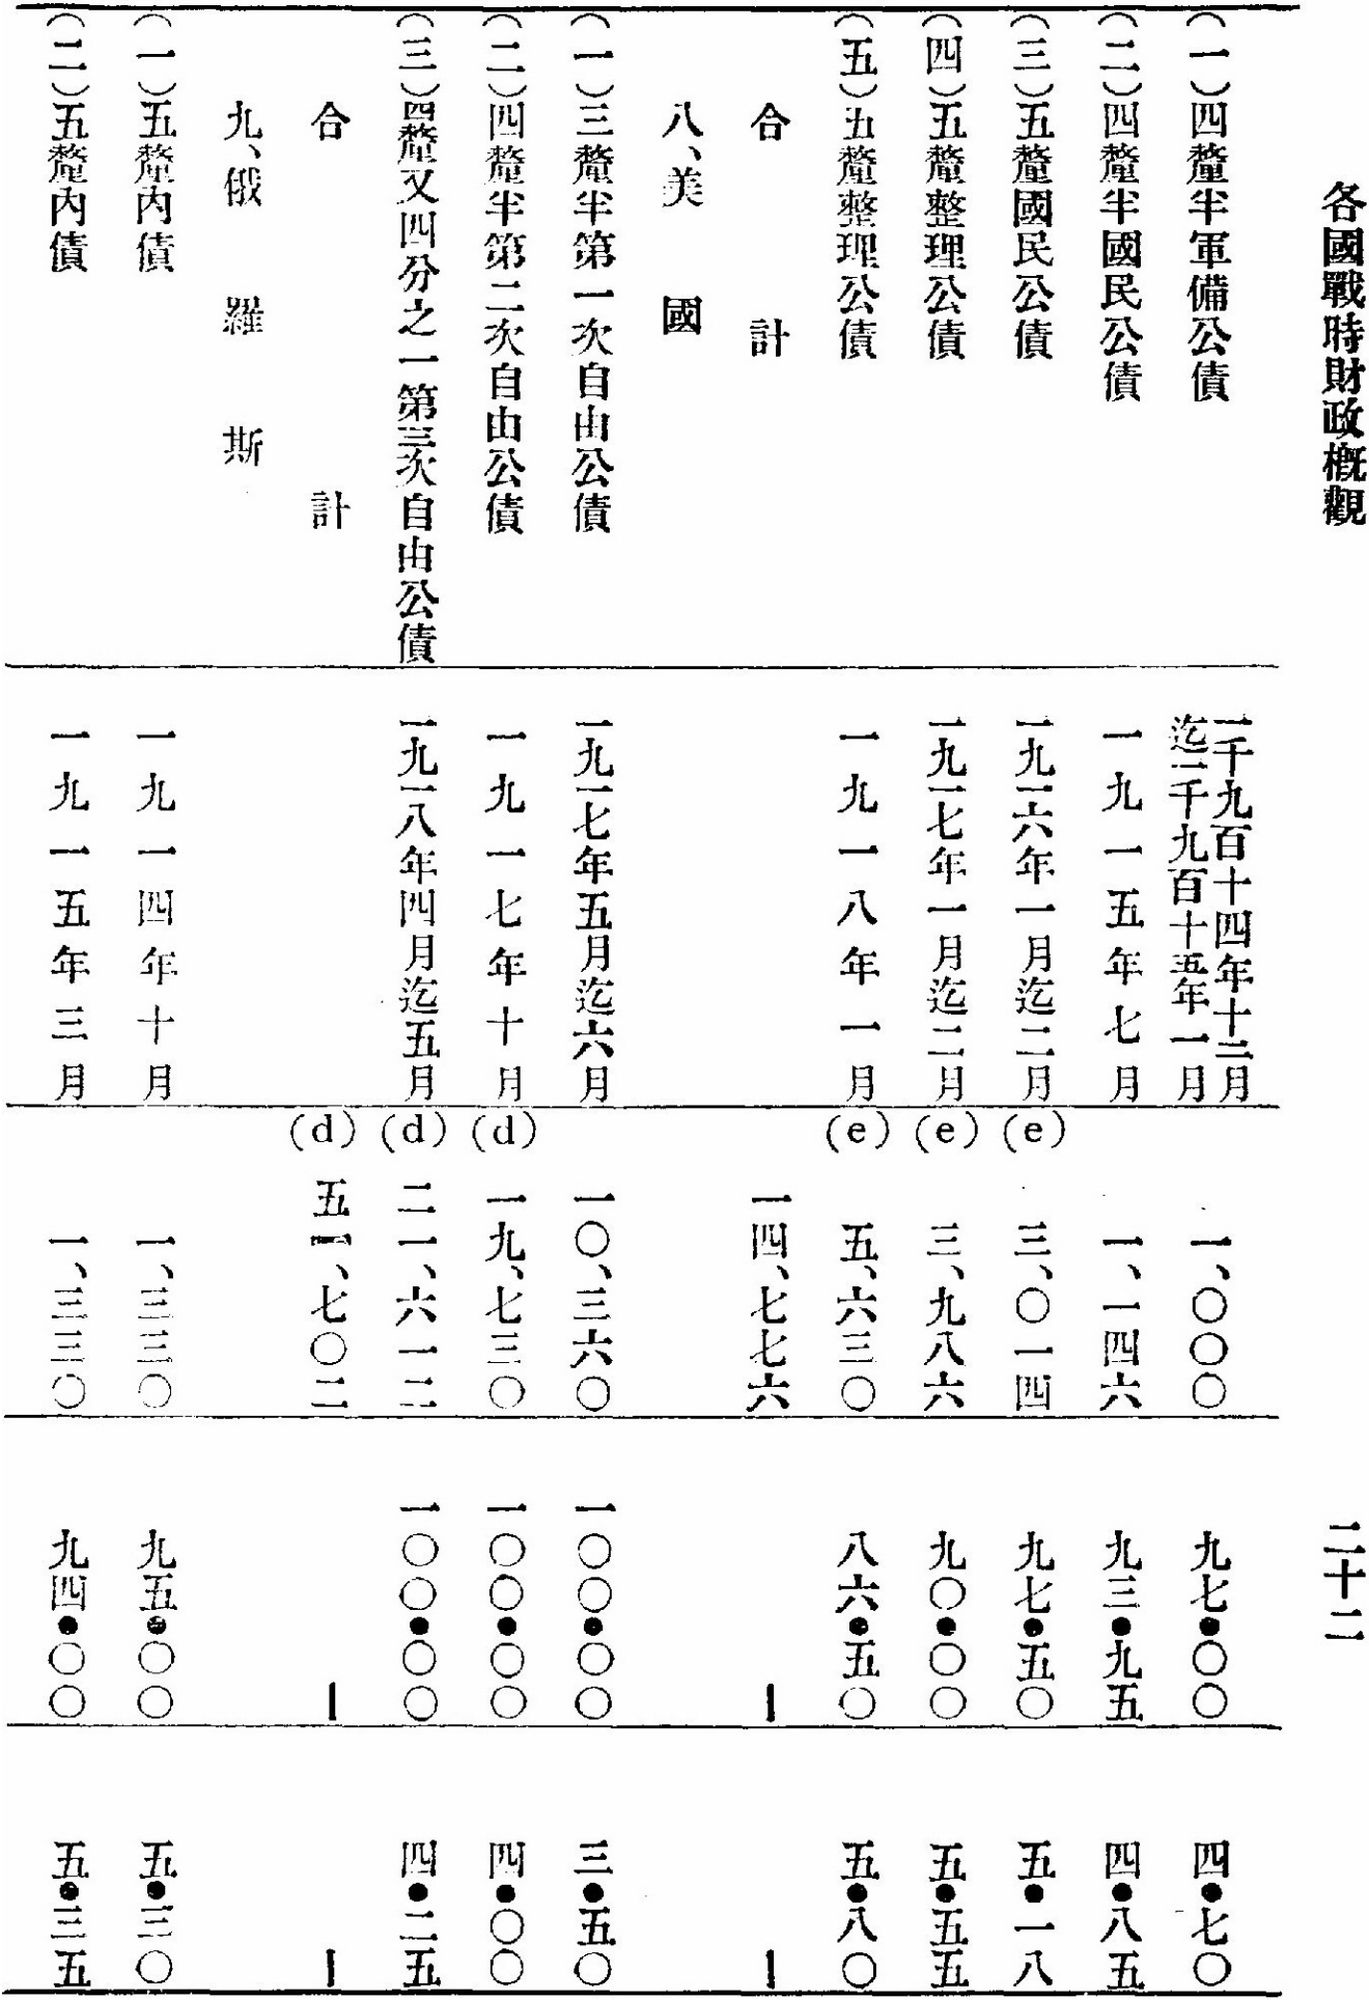 各國戰時財政概觀
二十二
(一)四釐半軍備公債 一千九百十四年十二月迄一千九百十五年一月 一、〇〇〇 九七•〇〇 四•七〇
(二)四釐半國民公債 一九一五年七月 一、一四六 九三•九五 四•八五
(三)五釐國民公債 一九一六年一月迄二月 (e) 三、〇一四 九七•五〇 五•一八
(四)五釐整理公債 一九一七年一月迄二月 (e) 三、九八六 九〇•〇〇 五•五五
(五)五釐整理公債 一九一八年一月 (e) 五、六三〇 八六•五〇 五•八〇
合計 一四、七七六 — —
八、美國
(一)三釐半第一次自由公債 一九一七年五月迄六月 一〇、三六〇 一〇〇•〇〇 三•五〇
(二)四釐半第二次自由公債 一九一七年十月 (d) 一九、七三〇 一〇〇•〇〇 四•〇〇
(三)四釐又四分之一第三次自由公債 一九一八年四月迄五月 (d) 二一、六一二 一〇〇•〇〇 四•二五
合計 (d) 五一、七〇二 — —
九、俄羅斯
(一)五釐內債 一九一四年十月 一、三三〇 九五•〇〇 五•三〇
(二)五釐內債 一九一五年三月 一、三三〇 九四•〇〇 五•三五